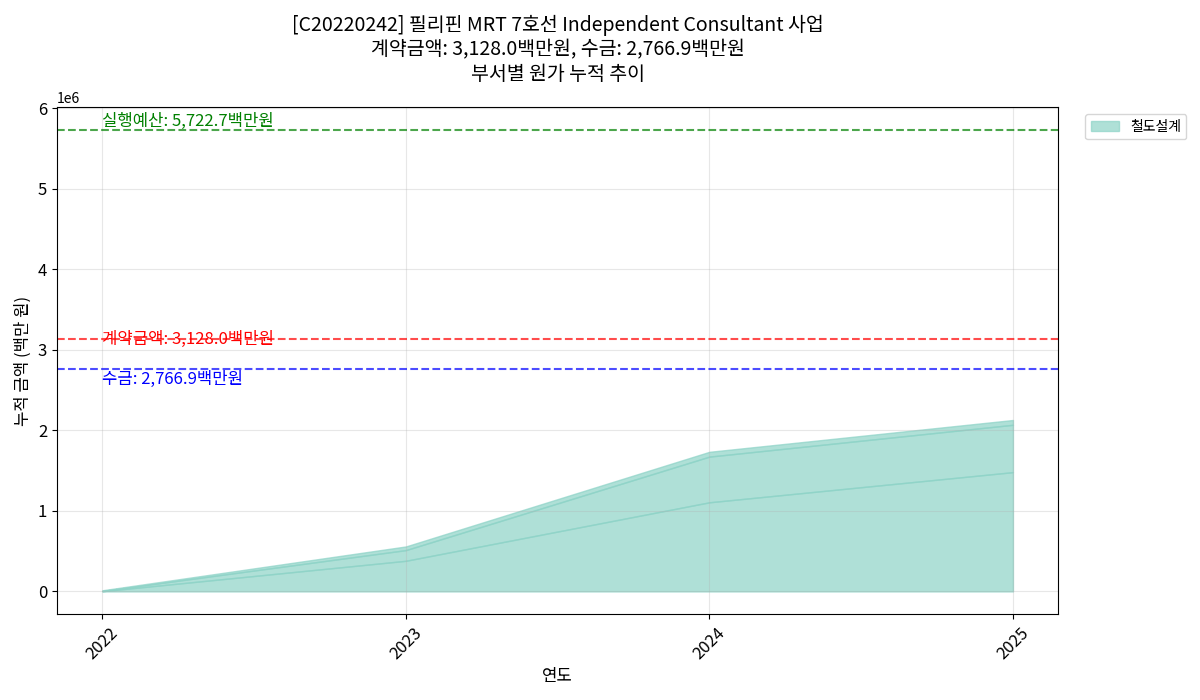 [C20220242] 필리핀 MRT 7호선 Independent Consultant 사업
계약금액: 3,128.0백만원, 수금: 2,766.9백만원
부서별 원가 누적 추이
1e6
6
5
4
3
2
1
0
누적 금액 (백만 원)
실행예산: 5,722.7백만원
계약금액: 3,128.0백만원
수금: 2,766.9백만원
철도설계
2022
2023
2024
2025
연도